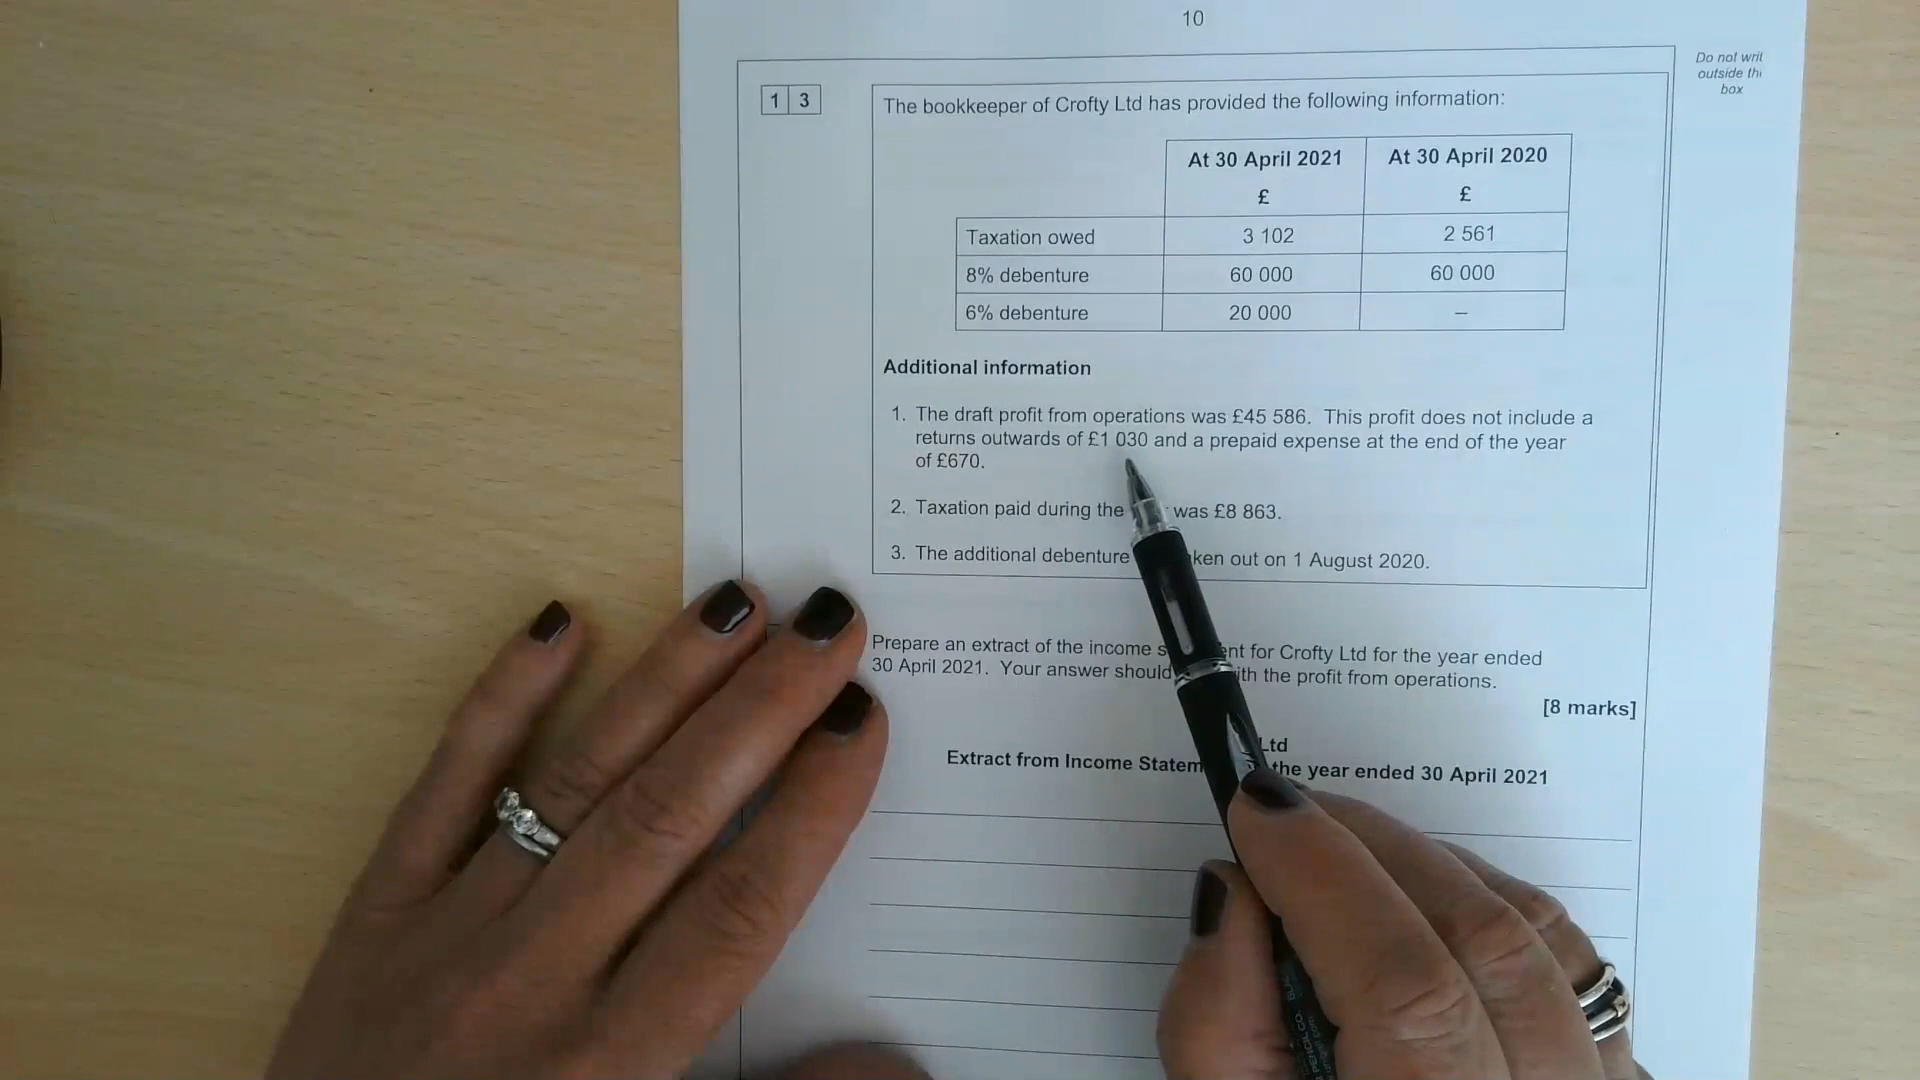 10
Do not writ
outside thi
box
1 3
The bookkeeper of Crofty Ltd has provided the following information:
At 30 April 2021 At 30 April 2020
£ £
Taxation owed 3 102 2 561
8% debenture 60 000 60 000
6% debenture 20 000 –
Additional information
1. The draft profit from operations was £45 586. This profit does not include a
returns outwards of £1 030 and a prepaid expense at the end of the year
of £670.
2. Taxation paid during the was £8 863.
3. The additional debenture ken out on 1 August 2020.
Prepare an extract of the income s nt for Crofty Ltd for the year ended
30 April 2021. Your answer should ith the profit from operations.
[8 marks]
Ltd
Extract from Income Statem the year ended 30 April 2021